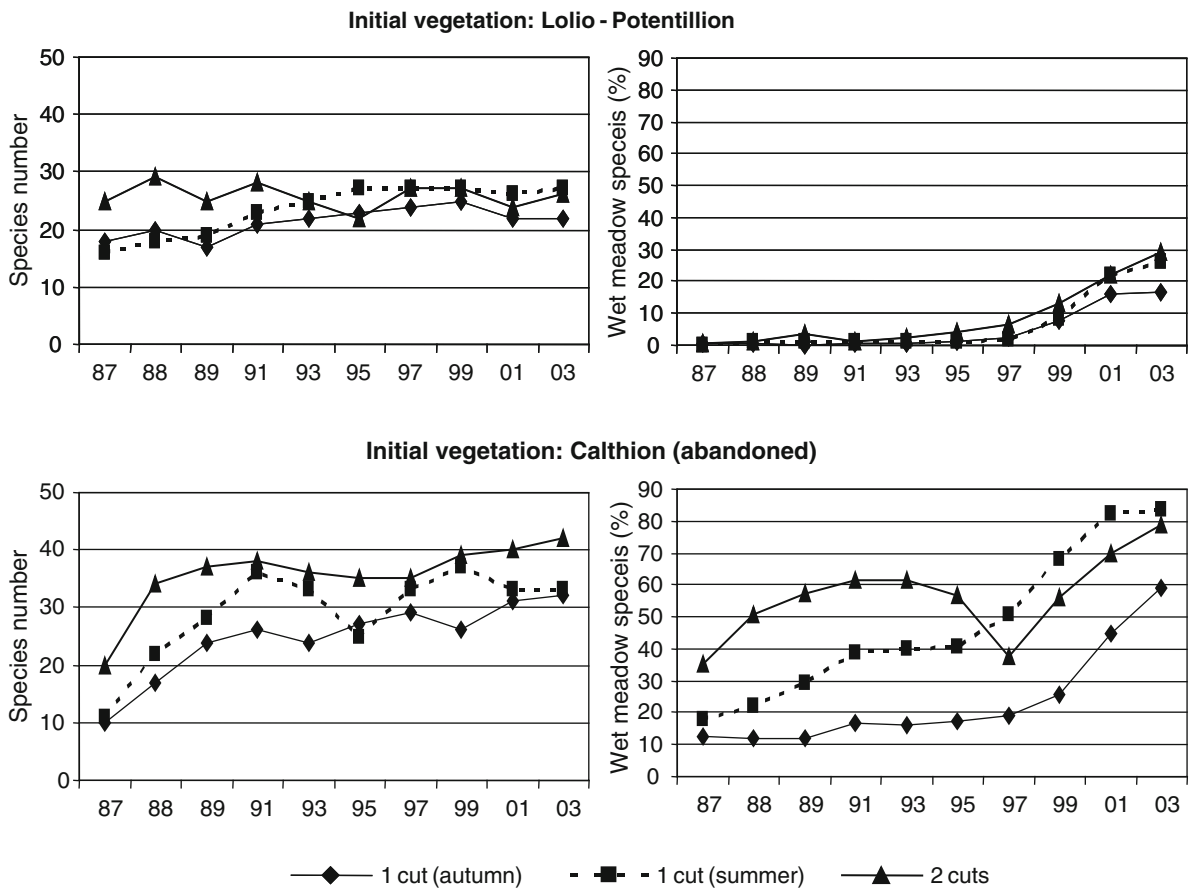 Initial vegetation: Lolio - Potentillion
Species number
50
40
30
20
10
0
87 88 89 91 93 95 97 99 01 03
Wet meadow speceis (%)
90
80
70
60
50
40
30
20
10
0
87 88 89 91 93 95 97 99 01 03
Initial vegetation: Calthion (abandoned)
Species number
50
40
30
20
10
0
87 88 89 91 93 95 97 99 01 03
Wet meadow speceis (%)
90
80
70
60
50
40
30
20
10
0
87 88 89 91 93 95 97 99 01 03
1 cut (autumn) 1 cut (summer) 2 cuts